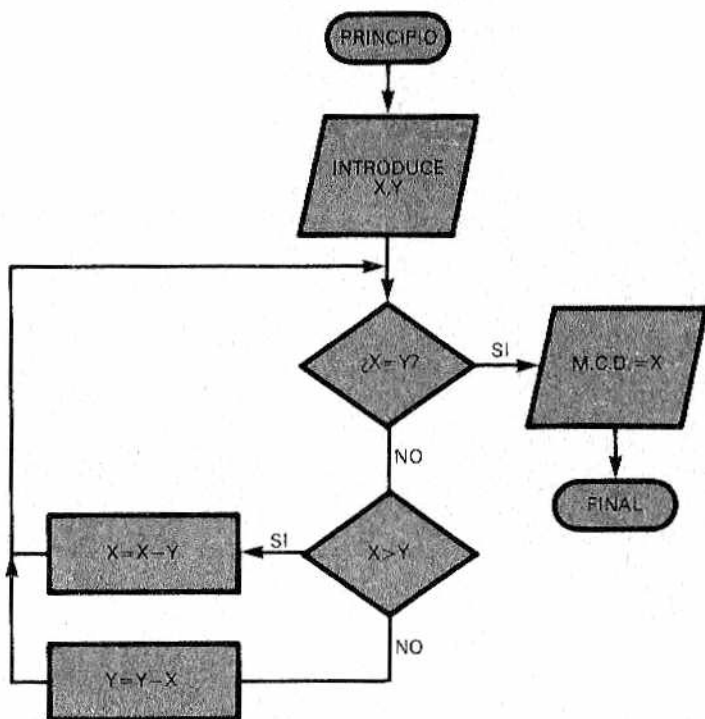 PRINCIPIO
INTRODUCE
X,Y
¿X=Y?
SI
M.C.D.=X
NO
FINAL
X>Y
SI
X=X-Y
NO
Y=Y-X